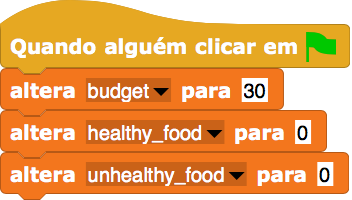 Quando alguém clicar em
altera budget para 30
altera healthy_food para 0
altera unhealthy_food para 0